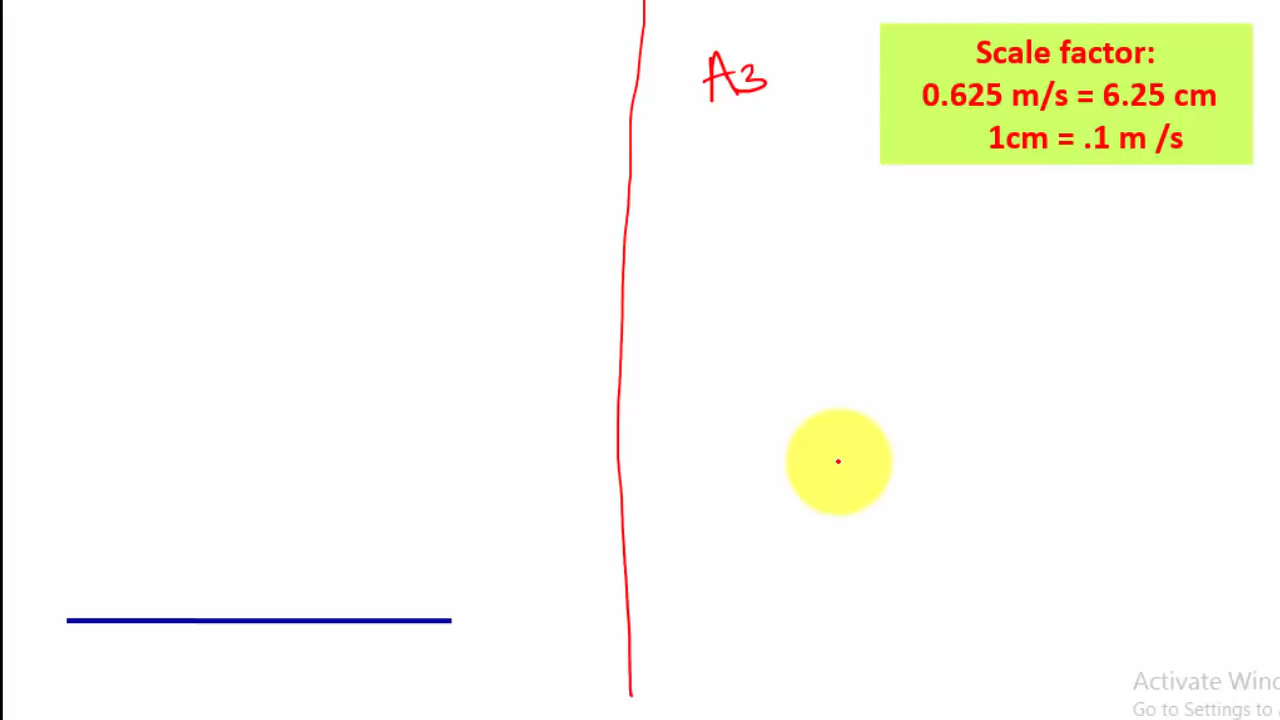 A3
Scale factor:
0.625 m/s = 6.25 cm
1cm = .1 m /s
Activate Wind
Go to Settings to